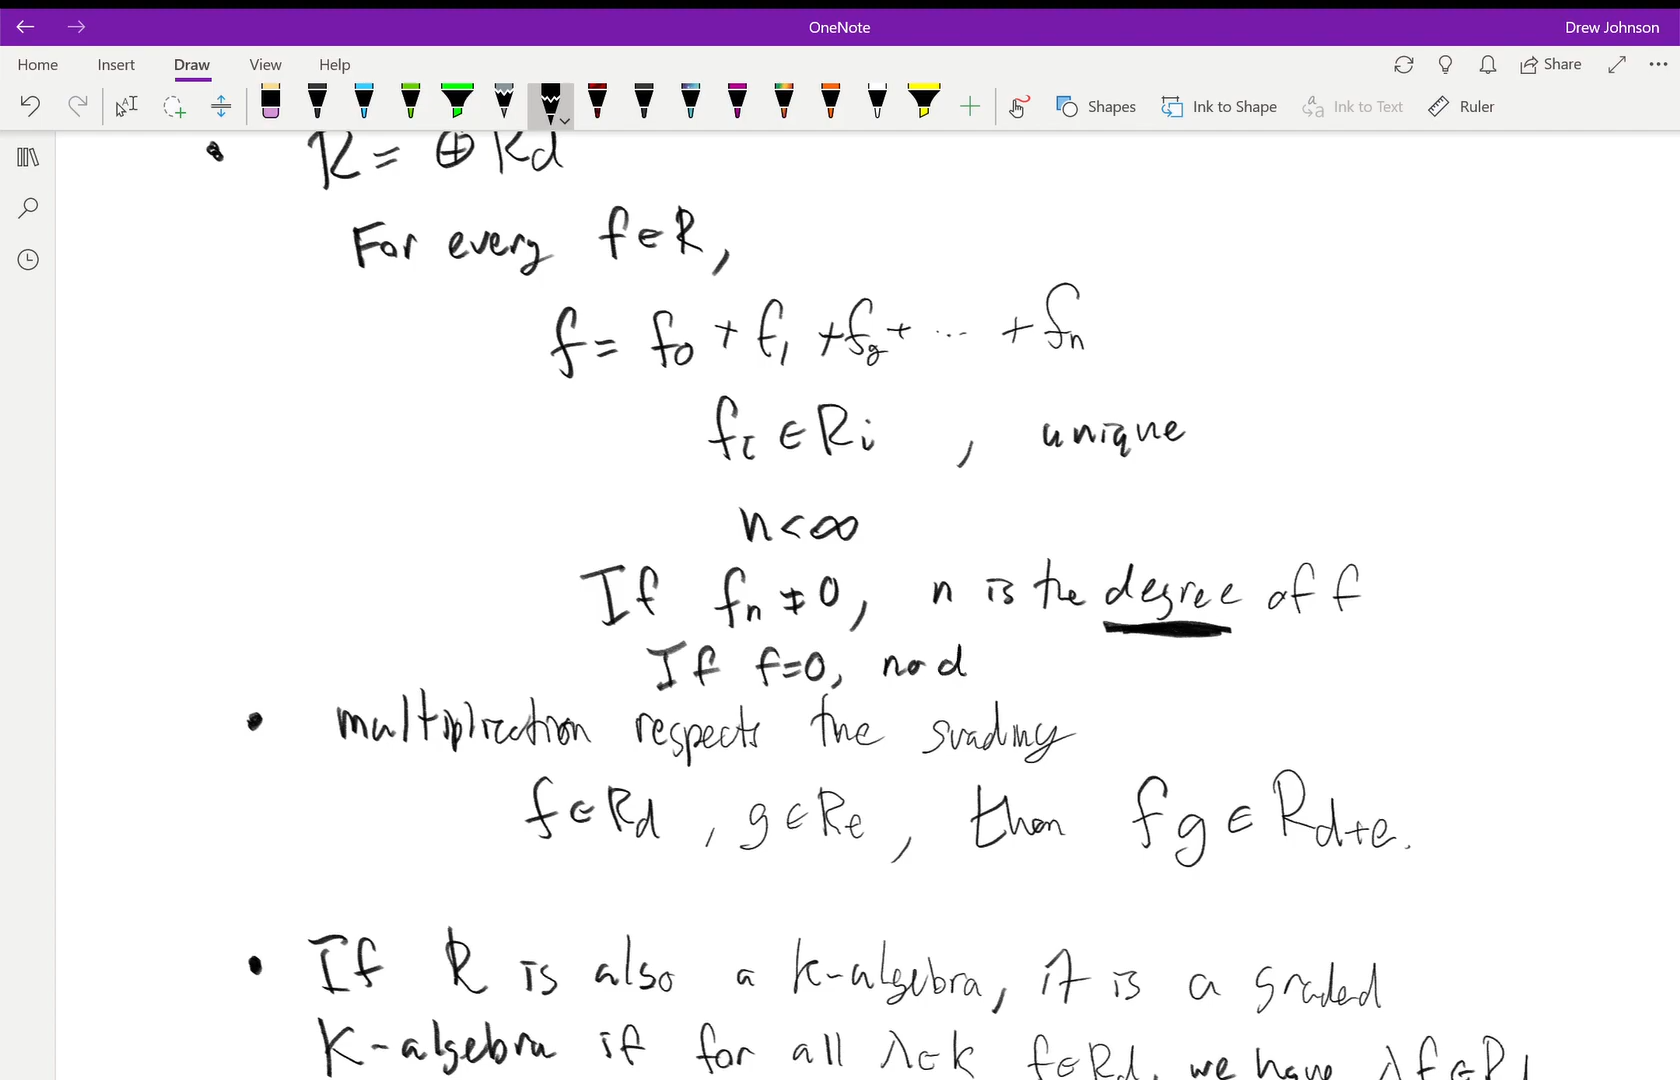 OneNote
Drew Johnson
Home Insert Draw View Help
Share
Shapes Ink to Shape Ink to Text Ruler
• R = ⊕ Rd
For every f ∈ R,
f = f₀ + f₁ + f₂ + ... + fₙ
fᵢ ∈ Rᵢ , unique
n < ∞
If fₙ ≠ 0, n is the degree of f
If f=0, no d
• multiplication respects the grading
f ∈ Rd , g ∈ Re , then fg ∈ Rd+e.
• If R is also a k-algebra, it is a graded
K-algebra if for all λ ∈ k f ∈ Rd, we have λf ∈ Rd